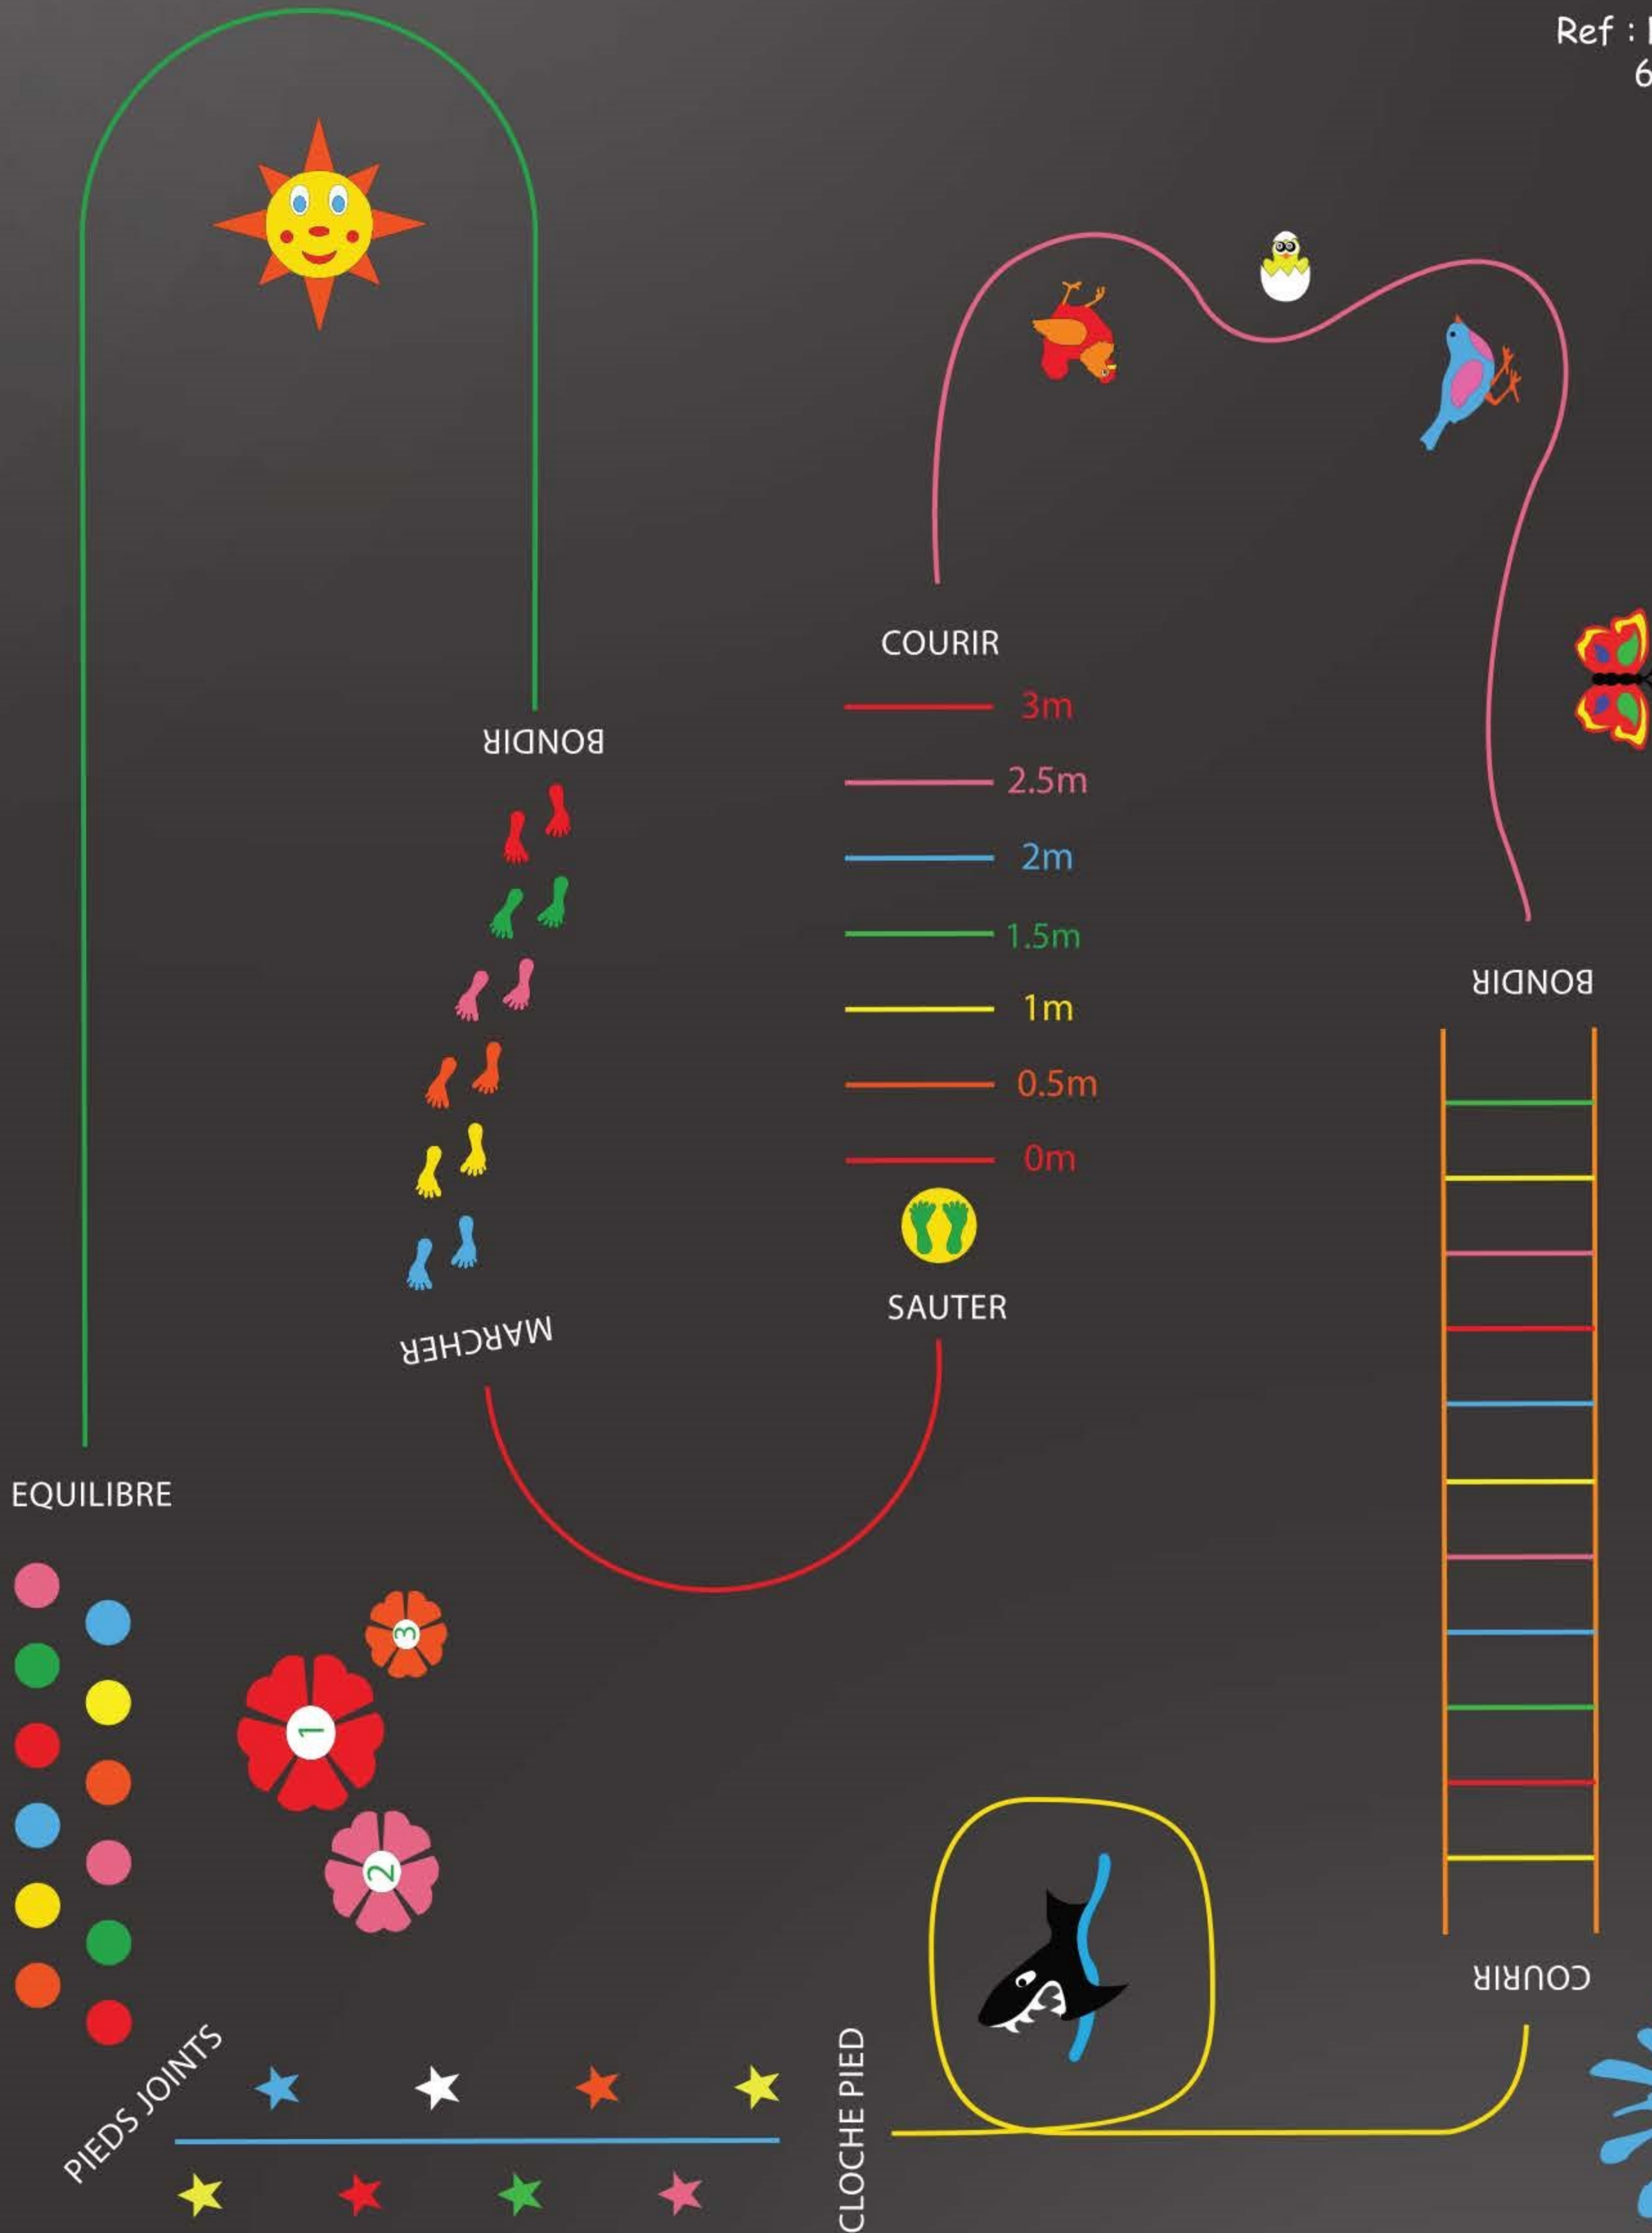 Ref :
6
COURIR
3m
BONDIR
2.5m
2m
1.5m
1m
BONDIR
0.5m
0m
SAUTER
MARCHER
EQUILIBRE
3
1
2
COURIR
PIEDS JOINTS
CLOCHE PIED